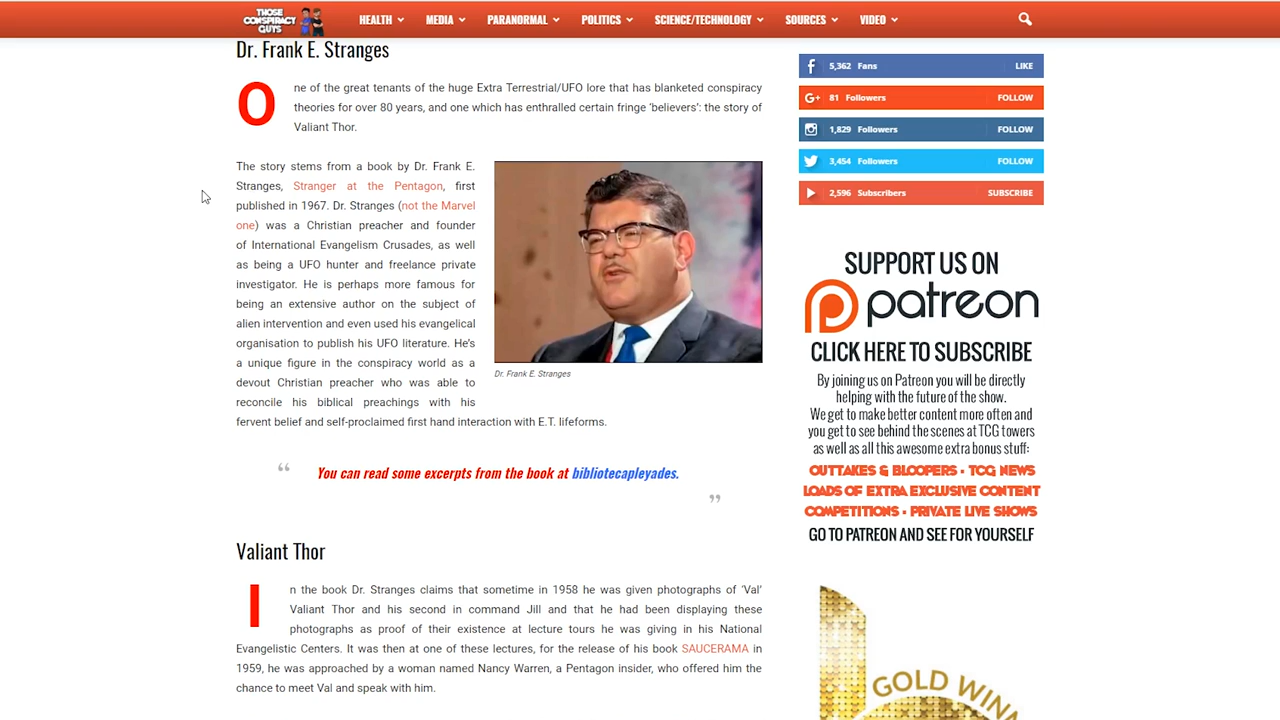 THOSE
CONSPIRACY
GUYS
HEALTH
MEDIA
PARANORMAL
POLITICS
SCIENCE/TECHNOLOGY
SOURCES
VIDEO
Dr. Frank E. Stranges
One of the great tenants of the huge Extra Terrestrial/UFO lore that has blanketed conspiracy
theories for over 80 years, and one which has enthralled certain fringe ‘believers’: the story of
Valiant Thor.
The story stems from a book by Dr. Frank E.
Stranges, Stranger at the Pentagon, first
published in 1967. Dr. Stranges (not the Marvel
one) was a Christian preacher and founder
of International Evangelism Crusades, as well
as being a UFO hunter and freelance private
investigator. He is perhaps more famous for
being an extensive author on the subject of
alien intervention and even used his evangelical
organisation to publish his UFO literature. He’s
a unique figure in the conspiracy world as a
devout Christian preacher who was able to
reconcile his biblical preachings with his
fervent belief and self-proclaimed first hand interaction with E.T. lifeforms.
Dr. Frank E. Stranges
“ You can read some excerpts from the book at bibliotecapleyades. ”
Valiant Thor
In the book Dr. Stranges claims that sometime in 1958 he was given photographs of ‘Val’
Valiant Thor and his second in command Jill and that he had been displaying these
photographs as proof of their existence at lecture tours he was giving in his National
Evangelistic Centers. It was then at one of these lectures, for the release of his book SAUCERAMA in
1959, he was approached by a woman named Nancy Warren, a Pentagon insider, who offered him the
chance to meet Val and speak with him.
5,362 Fans LIKE
G+ 81 Followers FOLLOW
1,829 Followers FOLLOW
3,454 Followers FOLLOW
2,596 Subscribers SUBSCRIBE
SUPPORT US ON
patreon
CLICK HERE TO SUBSCRIBE
By joining us on Patreon you will be directly
helping with the future of the show.
We get to make better content more often and
you get to see behind the scenes at TCG towers
as well as all this awesome extra bonus stuff:
OUTTAKES & BLOOPERS - TCG NEWS
LOADS OF EXTRA EXCLUSIVE CONTENT
COMPETITIONS - PRIVATE LIVE SHOWS
GO TO PATREON AND SEE FOR YOURSELF
GOLD WINN